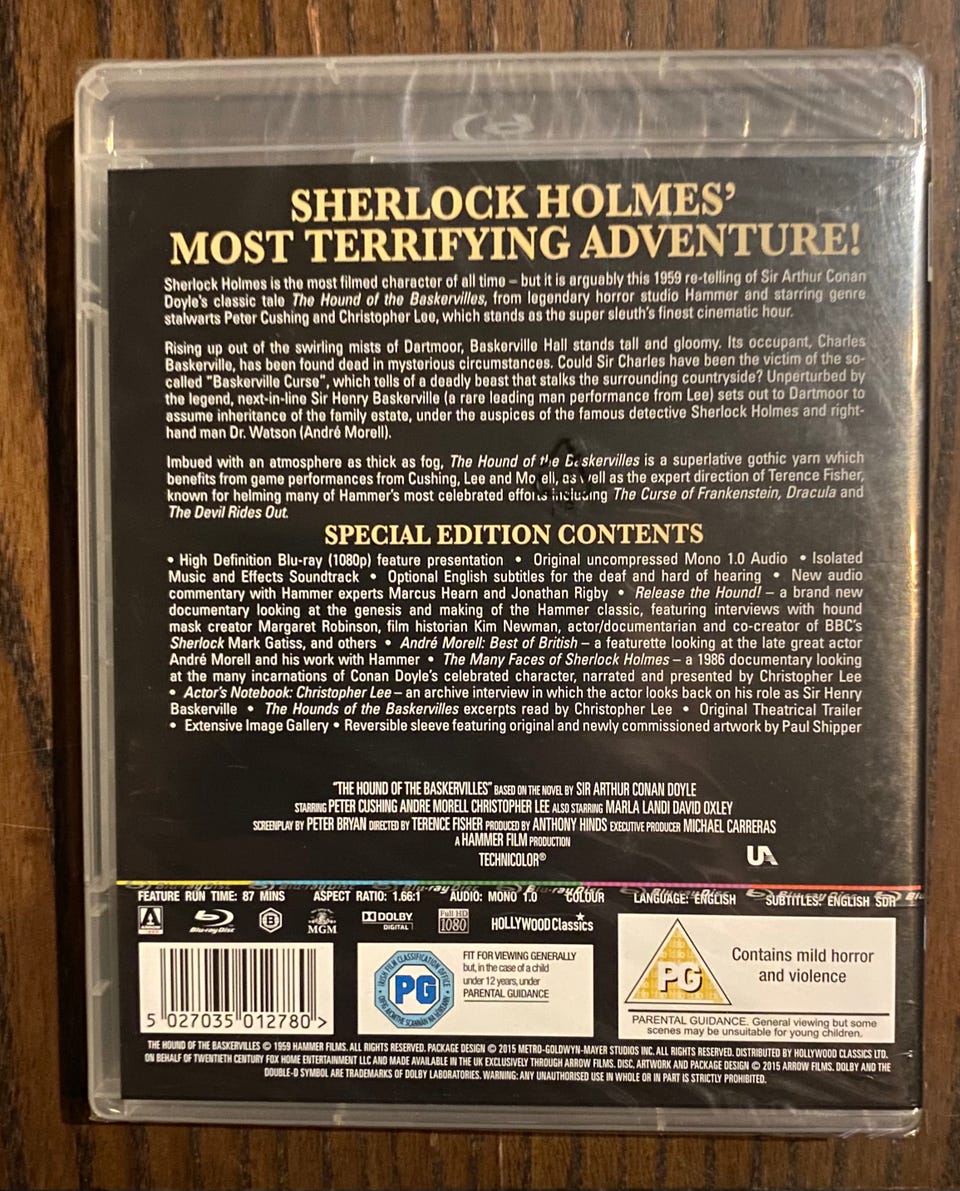 SHERLOCK HOLMES'
MOST TERRIFYING ADVENTURE!
Sherlock Holmes is the most filmed character of all time – but it is arguably this 1959 re-telling of Sir Arthur Conan
Doyle's classic tale The Hound of the Baskervilles, from legendary horror studio Hammer and starring genre
stalwarts Peter Cushing and Christopher Lee, which stands as the super sleuth's finest cinematic hour.
Rising up out of the swirling mists of Dartmoor, Baskerville Hall stands tall and gloomy. Its occupant, Charles
Baskerville, has been found dead in mysterious circumstances. Could Sir Charles have been the victim of the so-
called "Baskerville Curse", which tells of a deadly beast that stalks the surrounding countryside? Unperturbed by
the legend, next-in-line Sir Henry Baskerville (a rare leading man performance from Lee) sets out to Dartmoor to
assume inheritance of the family estate, under the auspices of the famous detective Sherlock Holmes and right-
hand man Dr. Watson (André Morell).
Imbued with an atmosphere as thick as fog, The Hound of the Baskervilles is a superlative gothic yarn which
benefits from game performances from Cushing, Lee and Morell, as well as the expert direction of Terence Fisher,
known for helming many of Hammer's most celebrated efforts including The Curse of Frankenstein, Dracula and
The Devil Rides Out.
SPECIAL EDITION CONTENTS
• High Definition Blu-ray (1080p) feature presentation • Original uncompressed Mono 1.0 Audio • Isolated
Music and Effects Soundtrack • Optional English subtitles for the deaf and hard of hearing • New audio
commentary with Hammer experts Marcus Hearn and Jonathan Rigby • Release the Hound! – a brand new
documentary looking at the genesis and making of the Hammer classic, featuring interviews with hound
mask creator Margaret Robinson, film historian Kim Newman, actor/documentarian and co-creator of BBC's
Sherlock Mark Gatiss, and others • André Morell: Best of British – a featurette looking at the late great actor
André Morell and his work with Hammer • The Many Faces of Sherlock Holmes – a 1986 documentary looking
at the many incarnations of Conan Doyle's celebrated character, narrated and presented by Christopher Lee
• Actor's Notebook: Christopher Lee – an archive interview in which the actor looks back on his role as Sir Henry
Baskerville • The Hounds of the Baskervilles excerpts read by Christopher Lee • Original Theatrical Trailer
• Extensive Image Gallery • Reversible sleeve featuring original and newly commissioned artwork by Paul Shipper
"THE HOUND OF THE BASKERVILLES" BASED ON THE NOVEL BY SIR ARTHUR CONAN DOYLE
STARRING PETER CUSHING ANDRE MORELL CHRISTOPHER LEE ALSO STARRING MARLA LANDI DAVID OXLEY
SCREENPLAY BY PETER BRYAN DIRECTED BY TERENCE FISHER PRODUCED BY ANTHONY HINDS EXECUTIVE PRODUCER MICHAEL CARRERAS
A HAMMER FILM PRODUCTION
TECHNICOLOR®
UA
FEATURE RUN TIME: 87 MINS ASPECT RATIO: 1.66:1 AUDIO: MONO 1.0 COLOUR LANGUAGE: ENGLISH SUBTITLES: ENGLISH SDH
ARROW Blu-ray Disc B MGM DOLBY DIGITAL Full HD 1080 HOLLYWOOD Classics
5 027035 012780 >
IRISH FILM CLASSIFICATION OFFICE
PG
FIT FOR VIEWING GENERALLY
but, in the case of a child
under 12 years, under
PARENTAL GUIDANCE
PG
Contains mild horror
and violence
PARENTAL GUIDANCE. General viewing but some
scenes may be unsuitable for young children.
THE HOUND OF THE BASKERVILLES © 1959 HAMMER FILMS. ALL RIGHTS RESERVED. PACKAGE DESIGN © 2015 METRO-GOLDWYN-MAYER STUDIOS INC. ALL RIGHTS RESERVED. DISTRIBUTED BY HOLLYWOOD CLASSICS LTD.
ON BEHALF OF TWENTIETH CENTURY FOX HOME ENTERTAINMENT LLC AND MADE AVAILABLE IN THE UK EXCLUSIVELY THROUGH ARROW FILMS. DISC, ARTWORK AND PACKAGE DESIGN © 2015 ARROW FILMS. DOLBY AND THE
DOUBLE-D SYMBOL ARE TRADEMARKS OF DOLBY LABORATORIES. WARNING: ANY UNAUTHORISED USE IN WHOLE OR IN PART IS STRICTLY PROHIBITED.